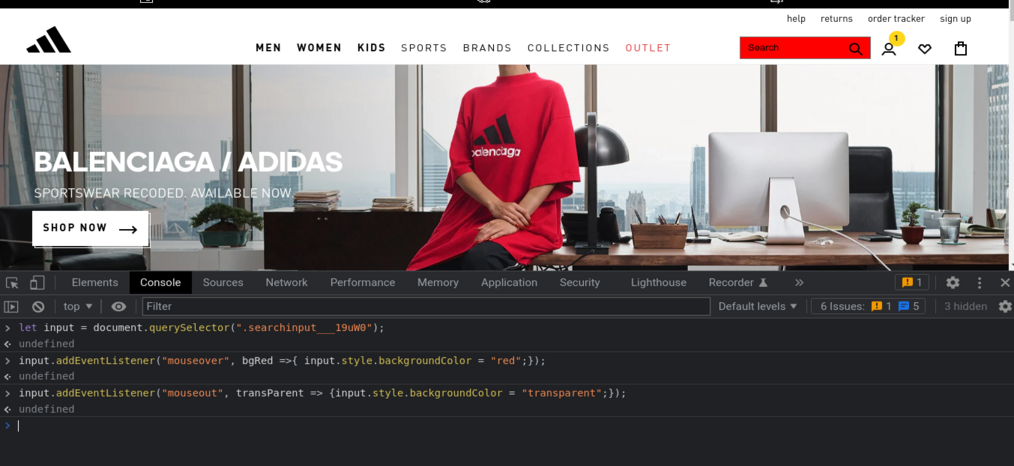 help returns order tracker sign up
MEN WOMEN KIDS SPORTS BRANDS COLLECTIONS OUTLET
Search
1
BALENCIAGA / ADIDAS
SPORTSWEAR RECODED. AVAILABLE NOW.
SHOP NOW
balenciaga
Elements Console Sources Network Performance Memory Application Security Lighthouse Recorder 1
top Filter Default levels 6 Issues: 1 5 3 hidden
let input = document.querySelector(".searchinput___19uW0");
undefined
input.addEventListener("mouseover", bgRed =>{ input.style.backgroundColor = "red";});
undefined
input.addEventListener("mouseout", transParent => {input.style.backgroundColor = "transparent";});
undefined